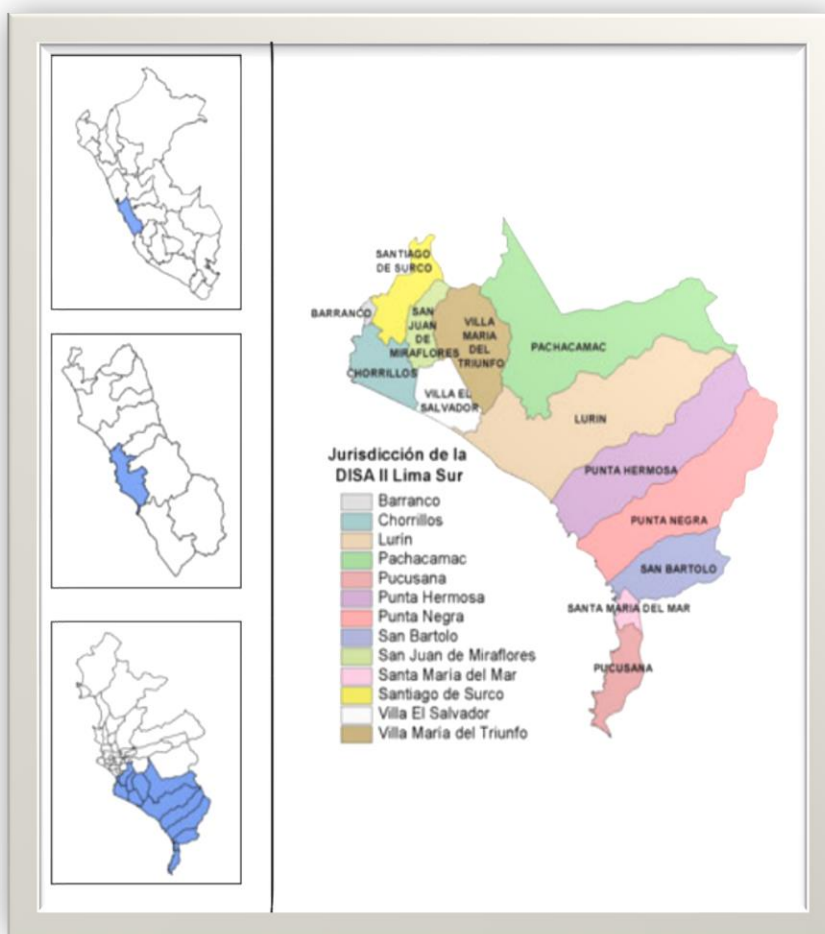 SANTIAGO
DE SURCO
BARRANCO
SAN
JUAN
DE
MIRAFLORES
VILLA
MARIA
DEL
TRIUNFO
PACHACAMAC
CHORRILLOS
VILLA EL
SALVADOR
LURIN
PUNTA HERMOSA
PUNTA NEGRA
SAN BARTOLO
SANTA MARIA DEL MAR
PUCUSANA
Jurisdicción de la
DISA II Lima Sur
Barranco
Chorrillos
Lurin
Pachacamac
Pucusana
Punta Hermosa
Punta Negra
San Bartolo
San Juan de Miraflores
Santa Maria del Mar
Santiago de Surco
Villa El Salvador
Villa Maria del Triunfo